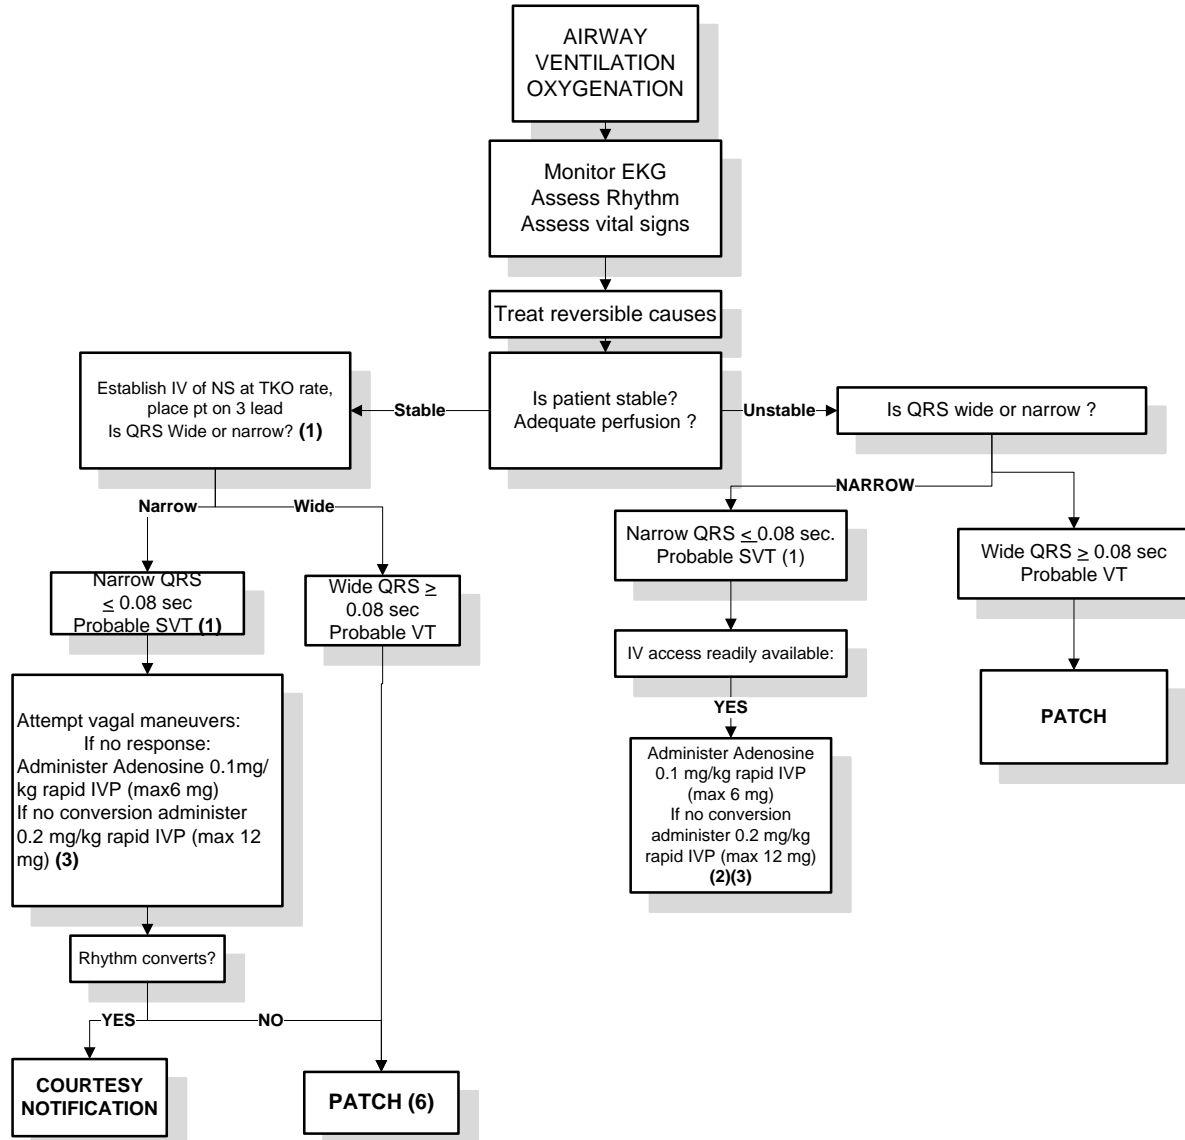 AIRWAY
VENTILATION
OXYGENATION
Monitor EKG
Assess Rhythm
Assess vital signs
Treat reversible causes
Is patient stable?
Adequate perfusion ?
Stable
Unstable
Establish IV of NS at TKO rate,
place pt on 3 lead
Is QRS Wide or narrow? (1)
Is QRS wide or narrow ?
Narrow
Wide
NARROW
Narrow QRS
≤ 0.08 sec
Probable SVT (1)
Wide QRS ≥
0.08 sec
Probable VT
Narrow QRS ≤ 0.08 sec.
Probable SVT (1)
Wide QRS ≥ 0.08 sec
Probable VT
IV access readily available:
YES
PATCH
Attempt vagal maneuvers:
If no response:
Administer Adenosine 0.1mg/
kg rapid IVP (max6 mg)
If no conversion administer
0.2 mg/kg rapid IVP (max 12
mg) (3)
Administer Adenosine
0.1 mg/kg rapid IVP
(max 6 mg)
If no conversion
administer 0.2 mg/kg
rapid IVP (max 12 mg)
(2)(3)
Rhythm converts?
YES
NO
COURTESY
NOTIFICATION
PATCH (6)